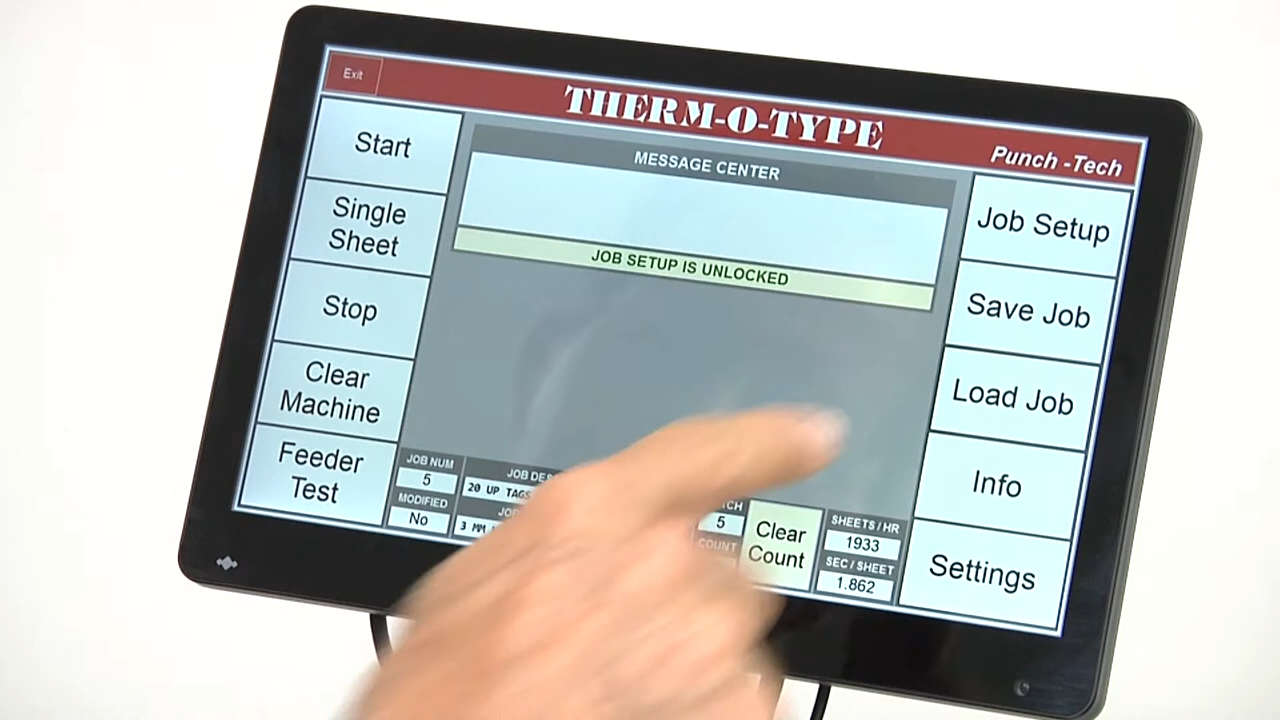 Exit
THERM-O-TYPE
Punch -Tech
Start
Single
Sheet
Stop
Clear
Machine
Feeder
Test
MESSAGE CENTER
JOB SETUP IS UNLOCKED
JOB NUM
5
MODIFIED
No
20 UP TAGS
3 MM
5
COUNT
Clear
Count
SHEETS / HR
1933
SEC / SHEET
1.862
Job Setup
Save Job
Load Job
Info
Settings